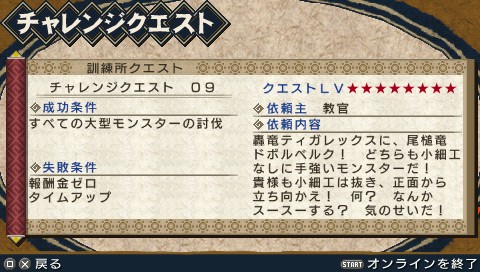 チャレンジクエスト
訓練所クエスト
チャレンジクエスト　09
成功条件
すべての大型モンスターの討伐
失敗条件
報酬金ゼロ
タイムアップ
クエストLV★★★★★★★★
依頼主　教官
依頼内容
轟竜ティガレックスに、尾槌竜
ドボルベルク！　どちらも小細工
なしに手強いモンスターだ！
貴様も小細工は抜き、正面から
立ち向かえ！　何？　なんか
スースーする？　気のせいだ！
戻る
START オンラインを終了